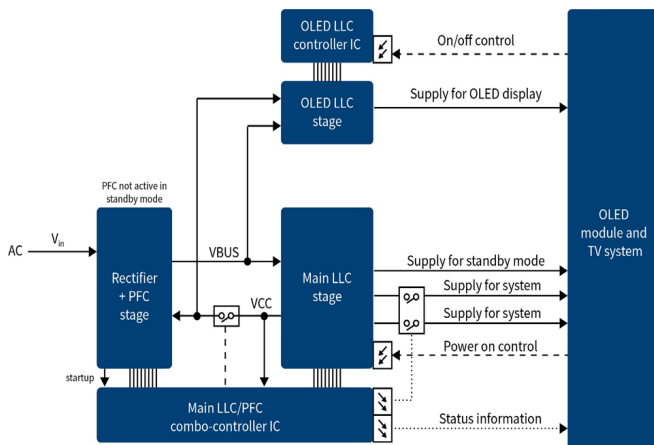 OLED LLC
controller IC
On/off control
OLED LLC
stage
Supply for OLED display
PFC not active in
standby mode
AC
Vin
Rectifier
+ PFC
stage
VBUS
VCC
Main LLC
stage
Supply for standby mode
Supply for system
Supply for system
Power on control
OLED
module and
TV system
startup
Main LLC/PFC
combo-controller IC
Status information